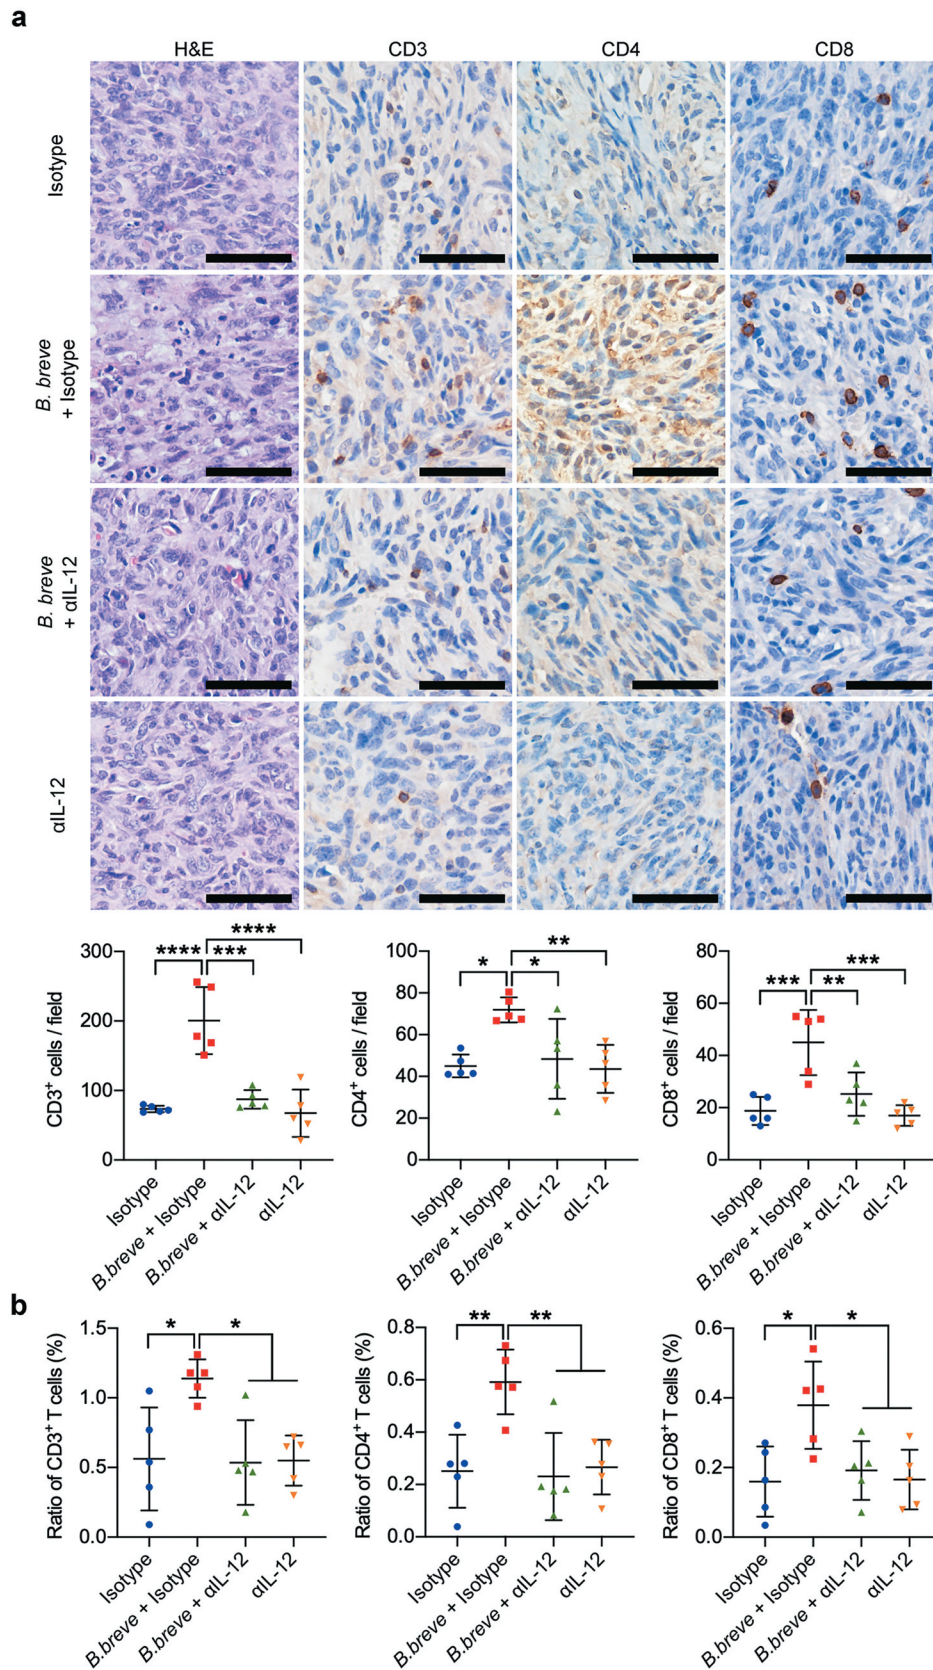 a
H&E CD3 CD4 CD8
Isotype
B. breve
+ Isotype
B. breve
+ αIL-12
αIL-12
CD3+ cells / field
300
200
100
0
**** *** ****
Isotype
B.breve + Isotype
B.breve + αIL-12
αIL-12
CD4+ cells / field
100
80
60
40
20
0
* * **
Isotype
B.breve + Isotype
B.breve + αIL-12
αIL-12
CD8+ cells / field
80
60
40
20
0
*** ** ***
Isotype
B.breve + Isotype
B.breve + αIL-12
αIL-12
b
Ratio of CD3+ T cells (%)
1.5
1.0
0.5
0.0
* *
Isotype
B.breve + Isotype
B.breve + αIL-12
αIL-12
Ratio of CD4+ T cells (%)
0.8
0.6
0.4
0.2
0.0
** **
Isotype
B.breve + Isotype
B.breve + αIL-12
αIL-12
Ratio of CD8+ T cells (%)
0.6
0.4
0.2
0.0
* *
Isotype
B.breve + Isotype
B.breve + αIL-12
αIL-12